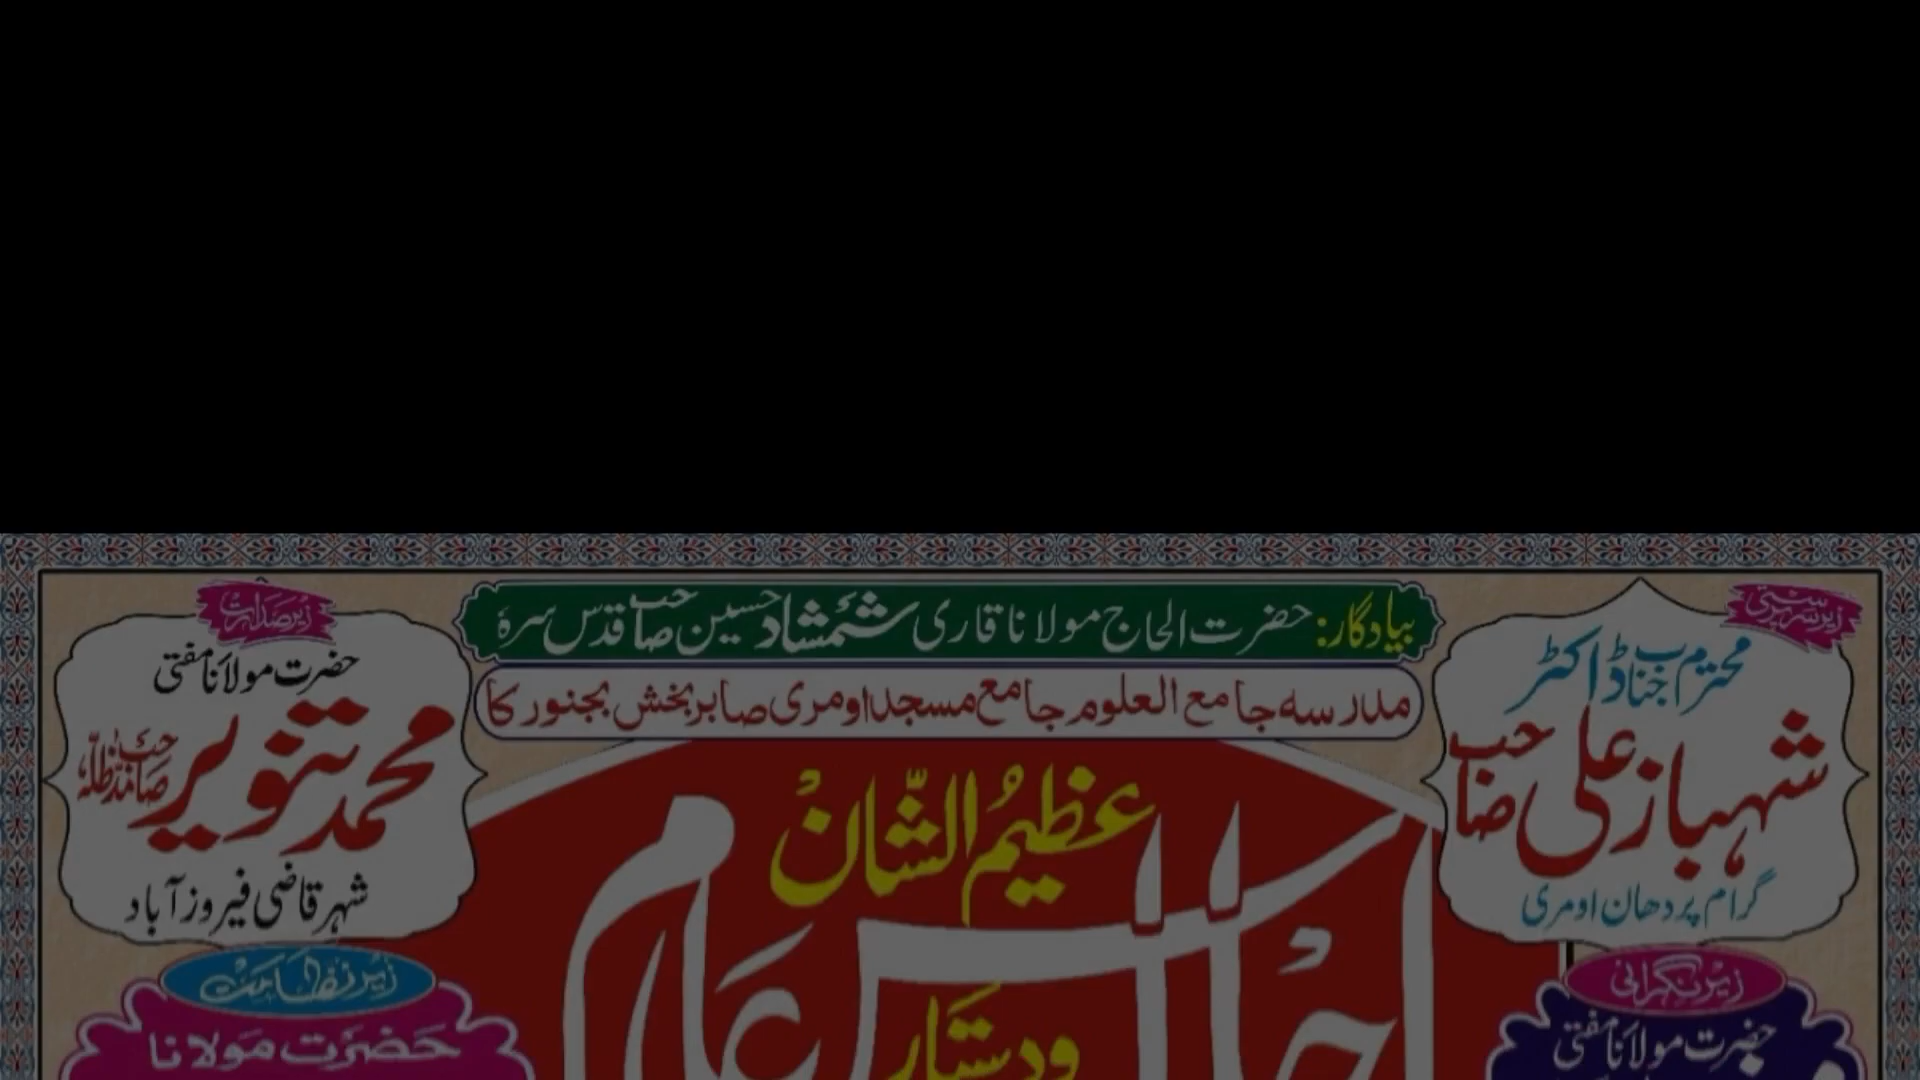 بیادگار: حضرت الحاج مولانا قاری شمشاد حسین صاحب قدس سرہٗ
مدرسہ جامع العلوم جامع مسجد اومری صابر بخش بجنور کا
زیر سرپرستی
محترم جناب ڈاکٹر
شہباز علی صاحب
گرام پردھان اومری
زیر صدارت
حضرت مولانا مفتی
محمد تنویر صاحب مدظلہٗ
شہر قاضی فیروز آباد
عظیم الشان
اجلاس عام
ودستار
زیر نگرانی
حضرت مولانا مفتی
زیر نظامت
حضرت مولانا